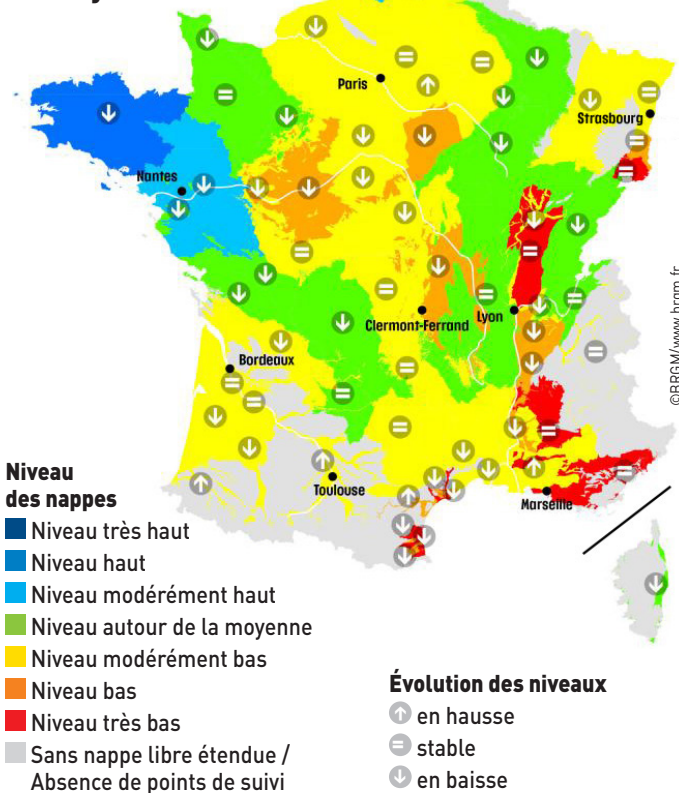 Paris
Strasbourg
Nantes
Clermont-Ferrand
Lyon
Bordeaux
Toulouse
Marseille
©BRGM/www.brgm.fr
Niveau
des nappes
Niveau très haut
Niveau haut
Niveau modérément haut
Niveau autour de la moyenne
Niveau modérément bas
Niveau bas
Niveau très bas
Sans nappe libre étendue /
Absence de points de suivi
Évolution des niveaux
en hausse
stable
en baisse